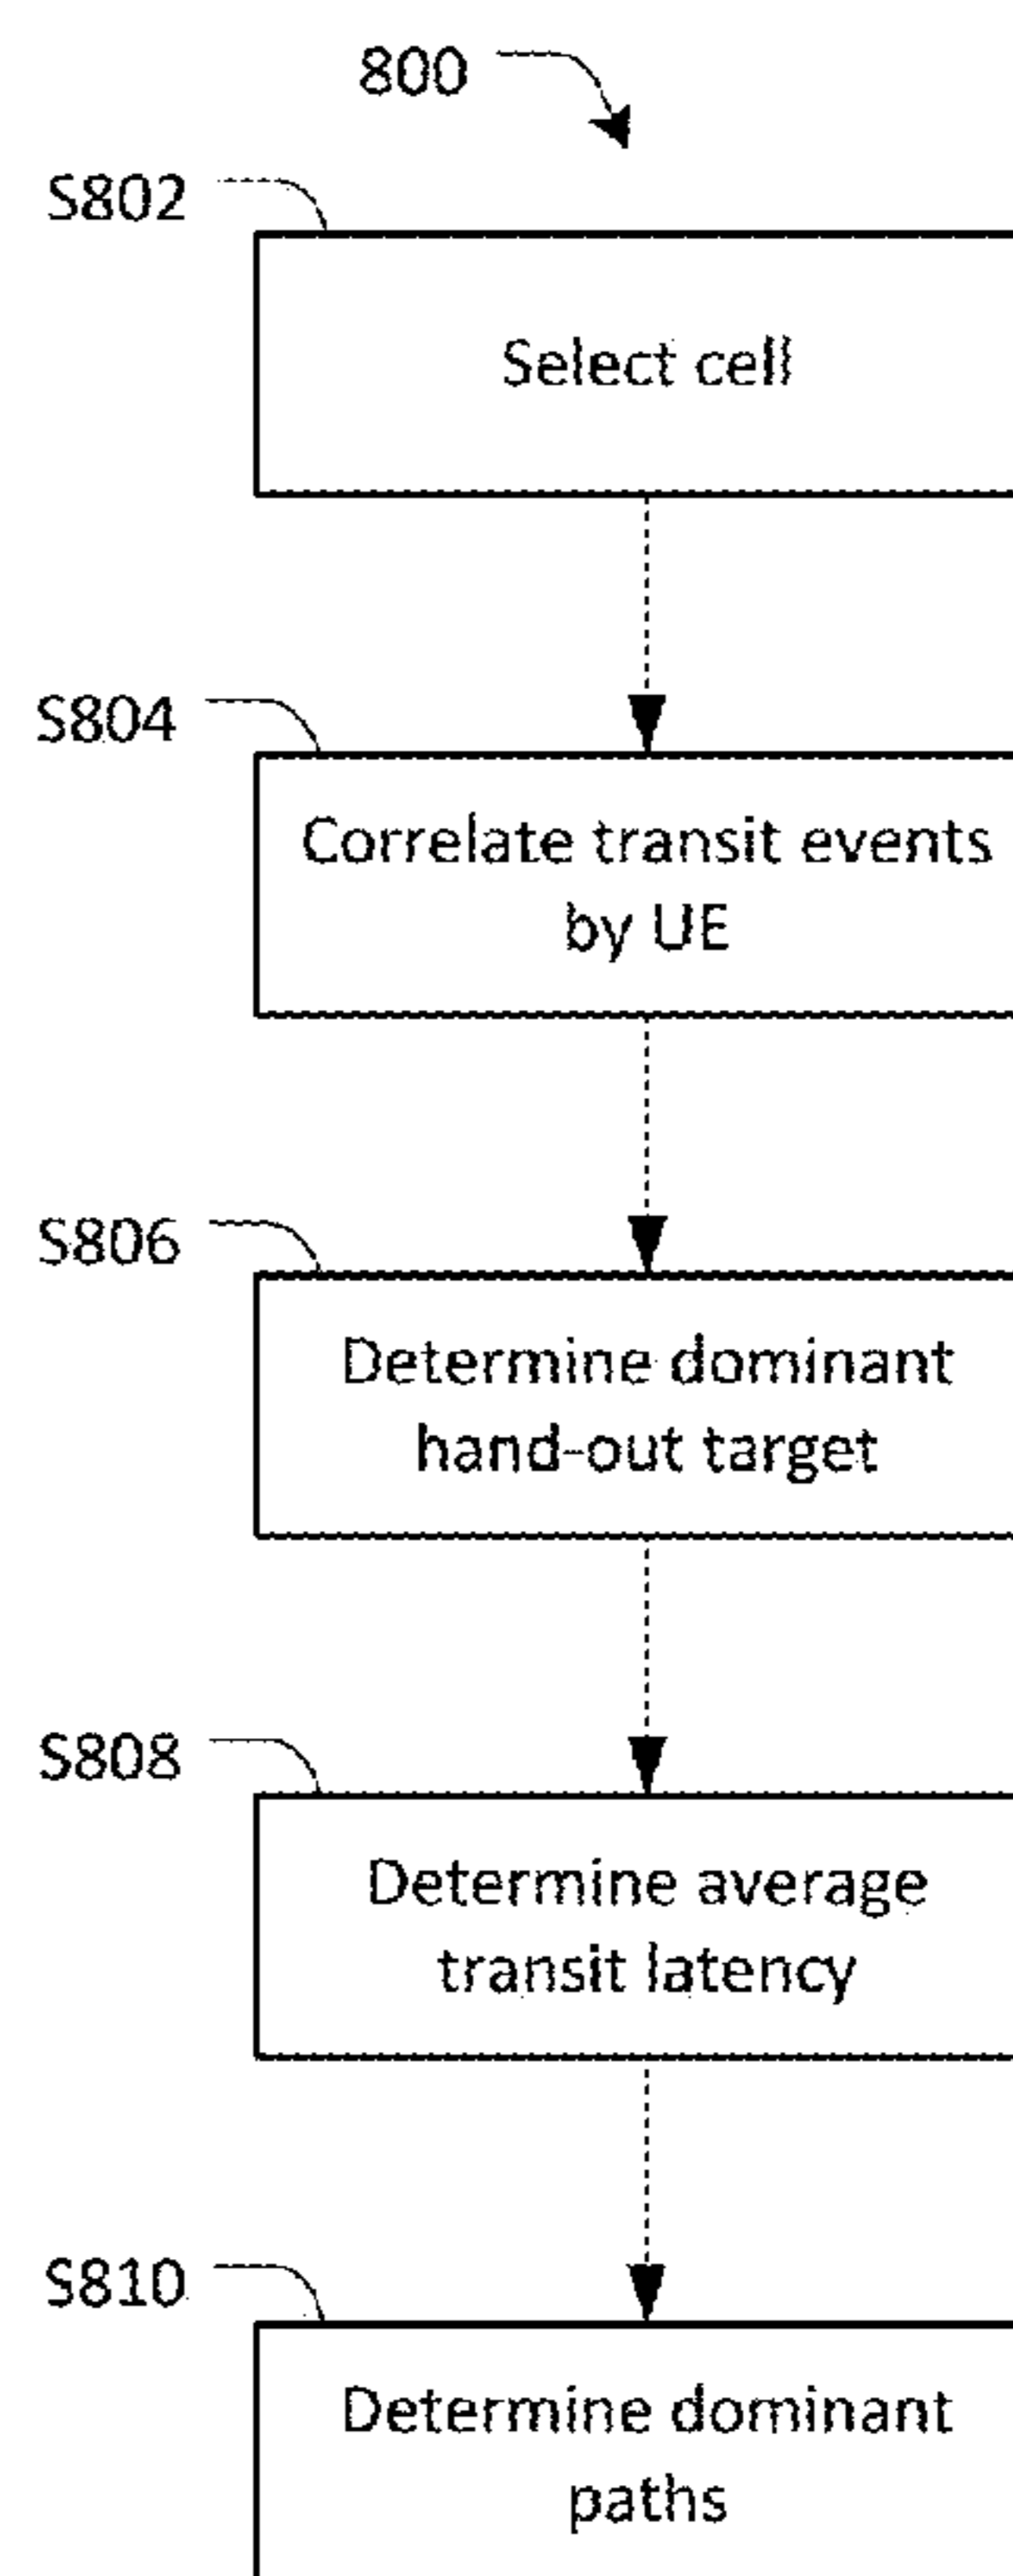 800
S802
Select cell
S804
Correlate transit events
by UE
S806
Determine dominant
hand-out target
S808
Determine average
transit latency
S810
Determine dominant
paths